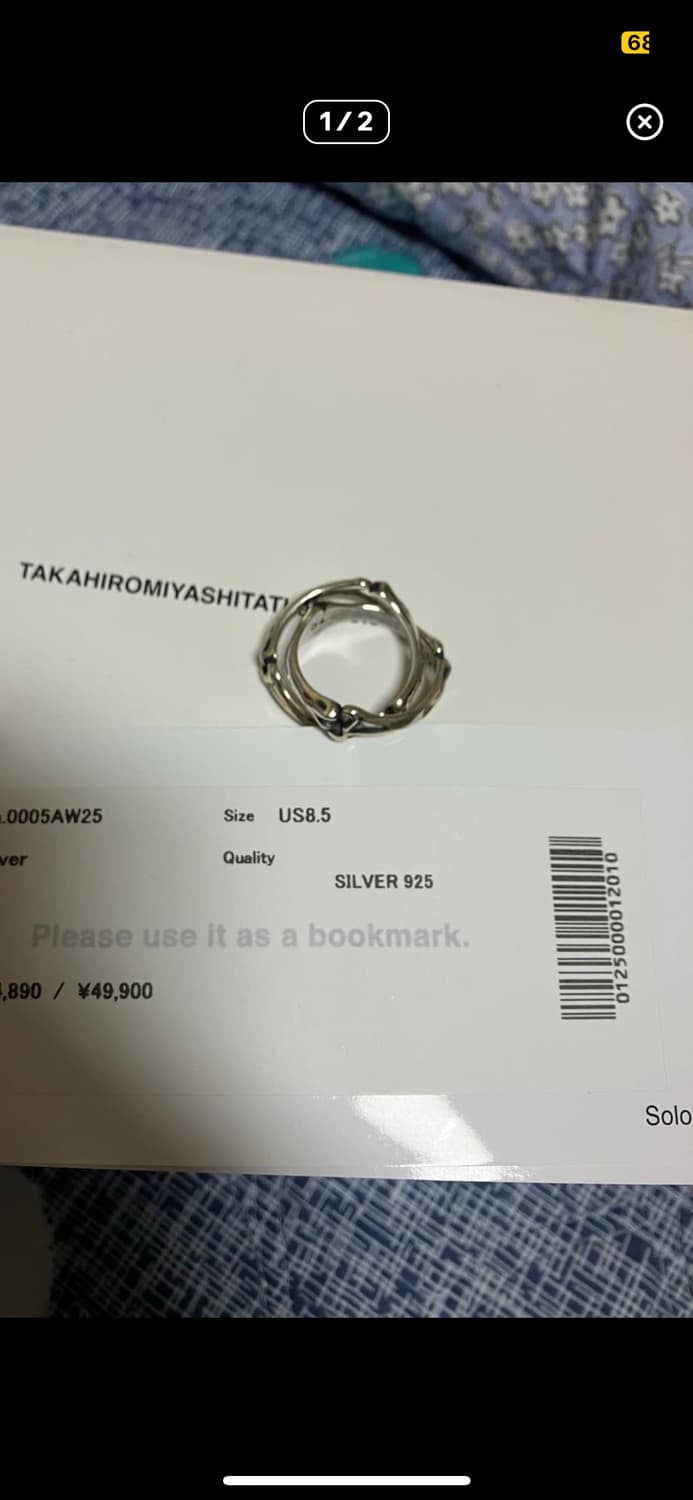 68
1/2
TAKAHIROMIYASHITAT
.0005AW25
Size US8.5
ver
Quality
SILVER 925
Please use it as a bookmark.
,890 / ¥49,900
0125000012010
Solo